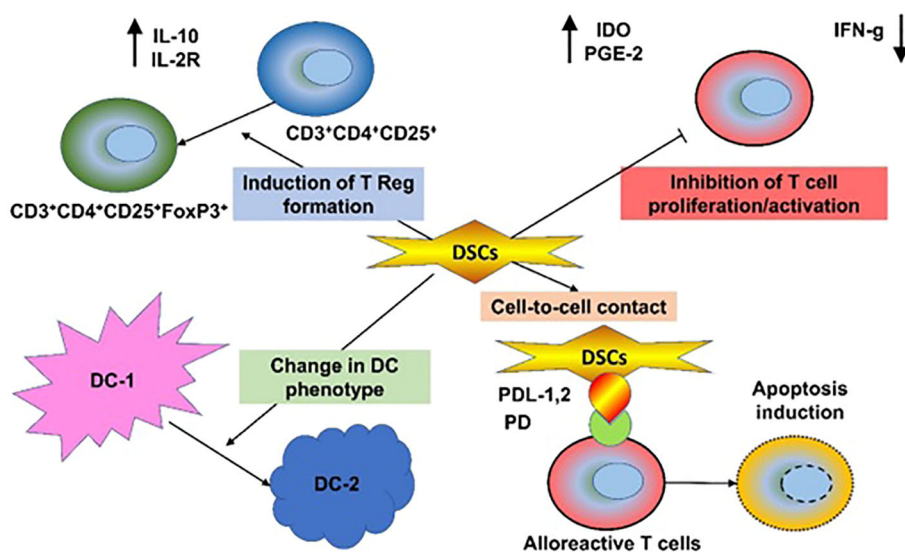 IL-10
IL-2R
IDO
PGE-2
IFN-g
CD3⁺CD4⁺CD25⁺
CD3⁺CD4⁺CD25⁺FoxP3⁺
Induction of T Reg
formation
Inhibition of T cell
proliferation/activation
DSCs
Cell-to-cell contact
DSCs
DC-1
Change in DC
phenotype
DC-2
PDL-1,2
PD
Apoptosis
induction
Alloreactive T cells